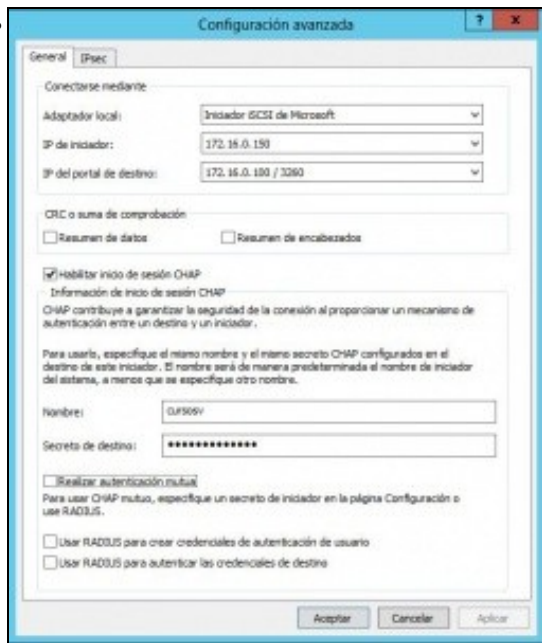 Configuración avanzada
? x
General IPsec
Conectarse mediante
Adaptador local: Iniciador iSCSI de Microsoft
IP de iniciador: 172.16.0.150
IP del portal de destino: 172.16.0.100 / 3260
CRC o suma de comprobación
Resumen de datos Resumen de encabezados
Habilitar inicio de sesión CHAP
Información de inicio de sesión CHAP
CHAP contribuye a garantizar la seguridad de la conexión al proporcionar un mecanismo de
autenticación entre un destino y un iniciador.
Para usarlo, especifique el mismo nombre y el mismo secreto CHAP configurados en el
destino de este iniciador. El nombre será de manera predeterminada el nombre de iniciador
del sistema, a menos que se especifique otro nombre.
Nombre: cursosv
Secreto de destino: •••••••••••••
Realizar autenticación mutua
Para usar CHAP mutuo, especifique un secreto de iniciador en la página Configuración o
use RADIUS.
Usar RADIUS para crear credenciales de autenticación de usuario
Usar RADIUS para autenticar las credenciales de destino
Aceptar Cancelar Aplicar